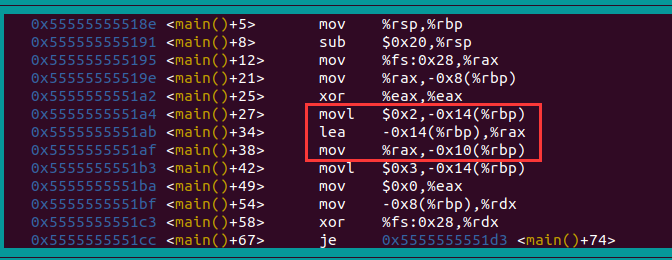 0x55555555518e <main()+5> mov %rsp,%rbp
0x555555555191 <main()+8> sub $0x20,%rsp
0x555555555195 <main()+12> mov %fs:0x28,%rax
0x55555555519e <main()+21> mov %rax,-0x8(%rbp)
0x5555555551a2 <main()+25> xor %eax,%eax
0x5555555551a4 <main()+27> movl $0x2,-0x14(%rbp)
0x5555555551ab <main()+34> lea -0x14(%rbp),%rax
0x5555555551af <main()+38> mov %rax,-0x10(%rbp)
0x5555555551b3 <main()+42> movl $0x3,-0x14(%rbp)
0x5555555551ba <main()+49> mov $0x0,%eax
0x5555555551bf <main()+54> mov -0x8(%rbp),%rdx
0x5555555551c3 <main()+58> xor %fs:0x28,%rdx
0x5555555551cc <main()+67> je 0x5555555551d3 <main()+74>